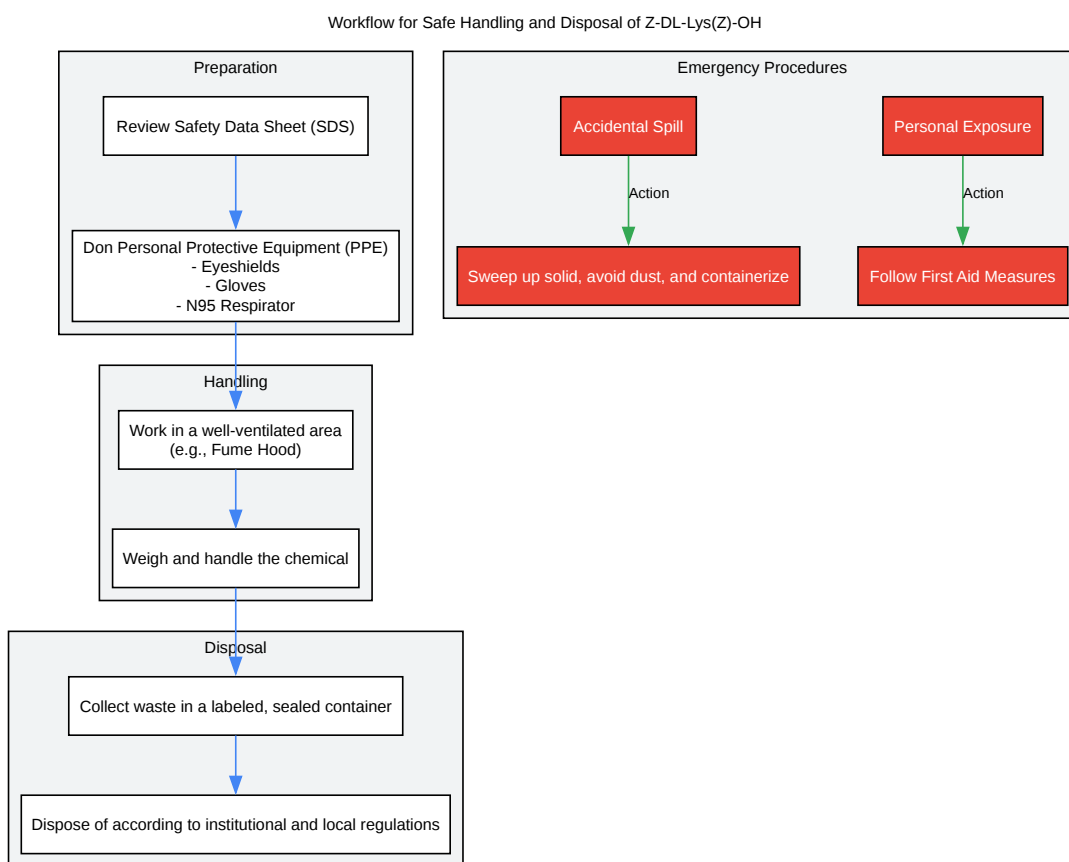 Workflow for Safe Handling and Disposal of Z-DL-Lys(Z)-OH
Preparation
Review Safety Data Sheet (SDS)
Don Personal Protective Equipment (PPE)
- Eyeshields
- Gloves
- N95 Respirator
Handling
Work in a well-ventilated area
(e.g., Fume Hood)
Weigh and handle the chemical
Disposal
Collect waste in a labeled, sealed container
Dispose of according to institutional and local regulations
Emergency Procedures
Accidental Spill
Action
Sweep up solid, avoid dust, and containerize
Personal Exposure
Action
Follow First Aid Measures